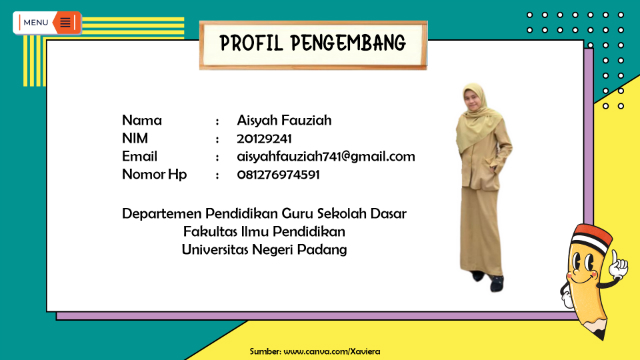 MENU
PROFIL PENGEMBANG
Nama : Aisyah Fauziah
NIM : 20129241
Email : aisyahfauziah741@gmail.com
Nomor Hp : 081276974591
Departemen Pendidikan Guru Sekolah Dasar
Fakultas Ilmu Pendidikan
Universitas Negeri Padang
Sumber: www.canva.com/Xaviera